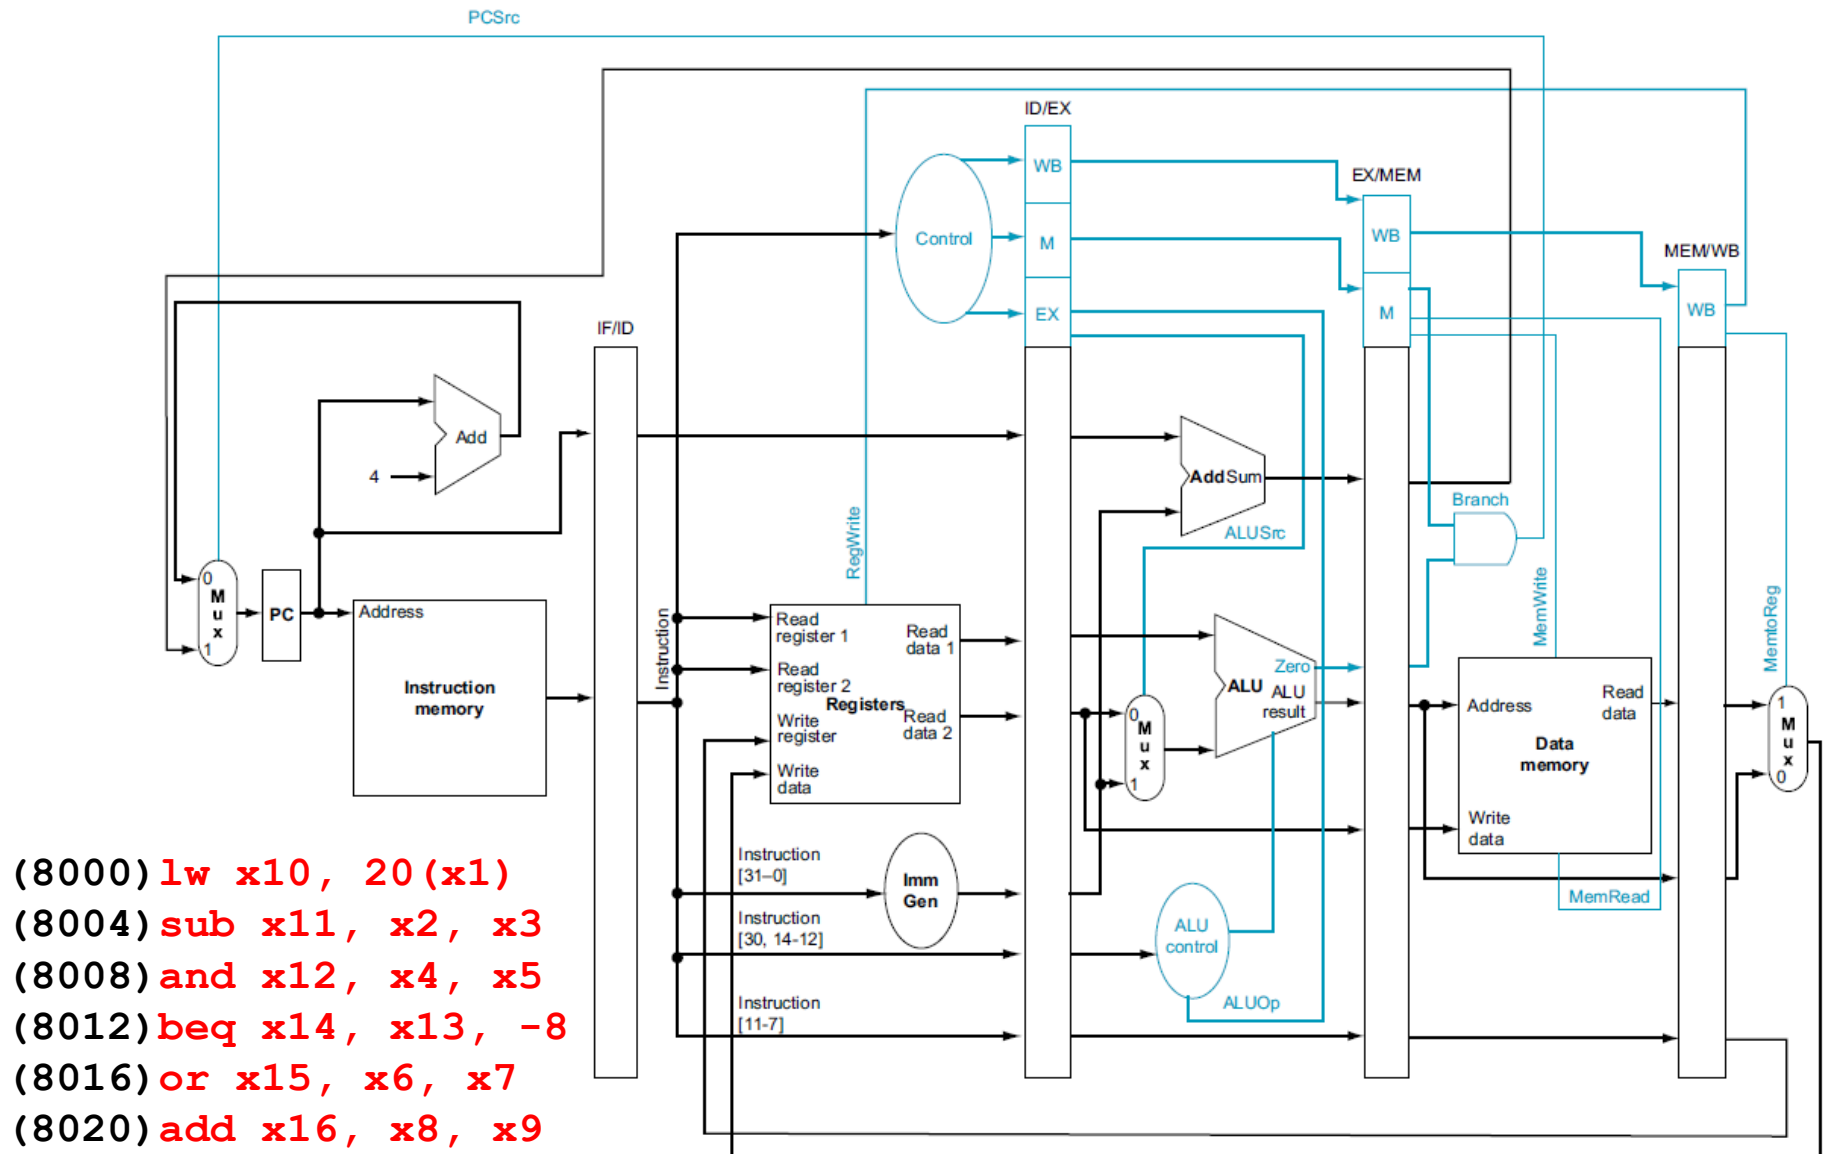 PCSrc
ID/EX
WB
EX/MEM
Control
M
WB
MEM/WB
EX
M
WB
IF/ID
Add
4
Add Sum
Branch
ALUSrc
RegWrite
MemWrite
MemtoReg
0
M
u
x
1
PC
Address
Instruction
memory
Instruction
Read
register 1
Read
data 1
Read
register 2
Registers
Write
register
Read
data 2
Write
data
0
M
u
x
1
Zero
ALU
ALU
result
Address
Read
data
Data
memory
Write
data
1
M
u
x
0
Instruction
[31–0]
Imm
Gen
MemRead
Instruction
[30, 14-12]
ALU
control
Instruction
[11-7]
ALUOp
(8000) lw x10, 20(x1)
(8004) sub x11, x2, x3
(8008) and x12, x4, x5
(8012) beq x14, x13, -8
(8016) or x15, x6, x7
(8020) add x16, x8, x9